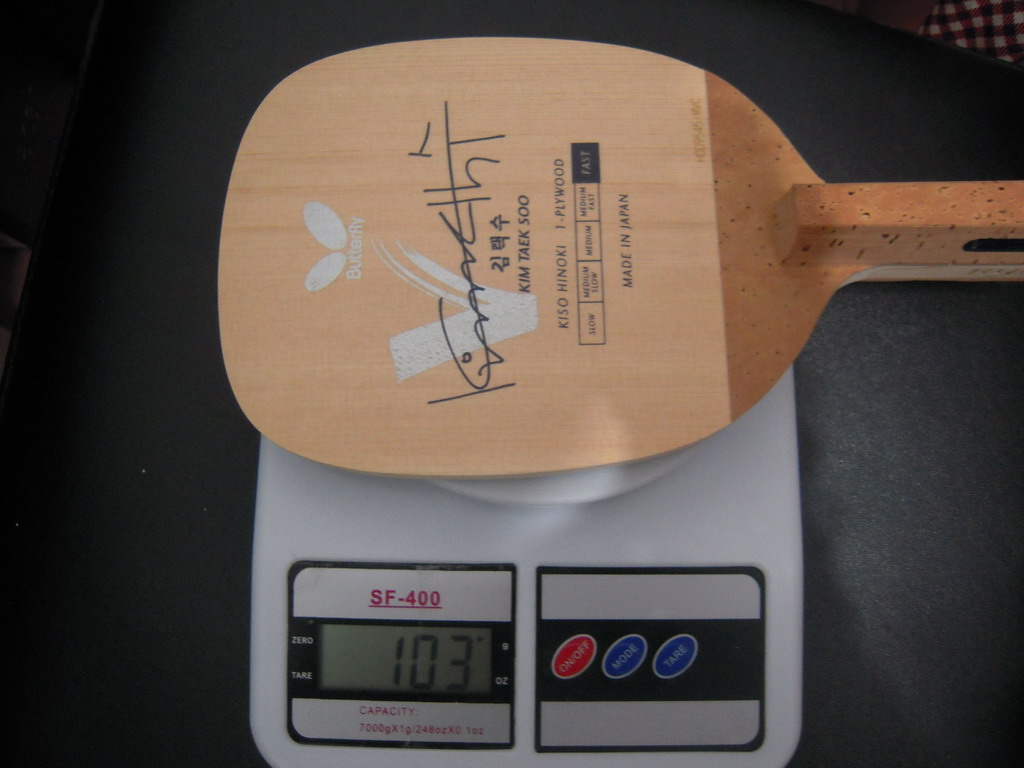 Butterfly
김택수
KIM TAEK SOO
KISO HINOKI 1-PLYWOOD
SLOW MEDIUM SLOW MEDIUM MEDIUM FAST FAST
MADE IN JAPAN
SF-400
ZERO
TARE
103
g
OZ
CAPACITY:
7000gX1g/248ozX0.1oz
ON/OFF
MODE
TARE